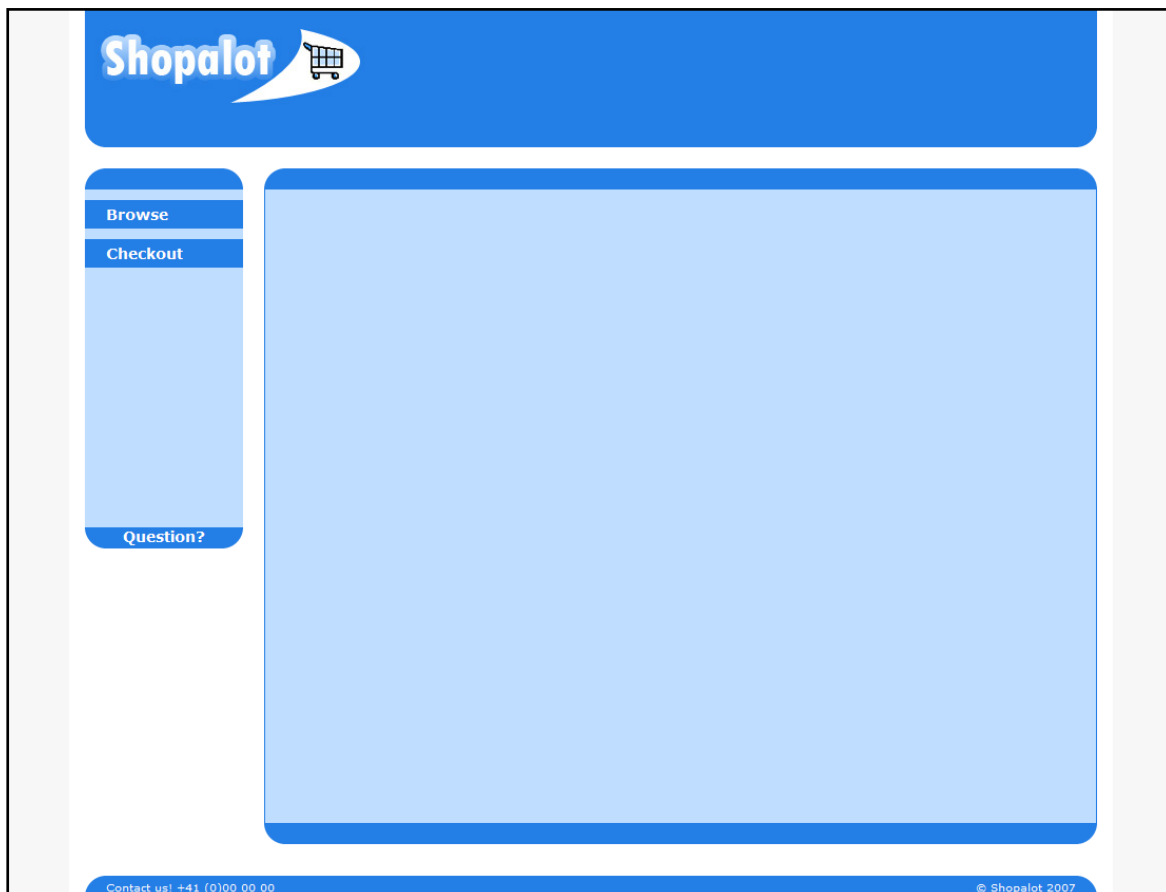 Shopalot
Browse
Checkout
Question?
Contact us! +41 (0)00 00 00
© Shopalot 2007